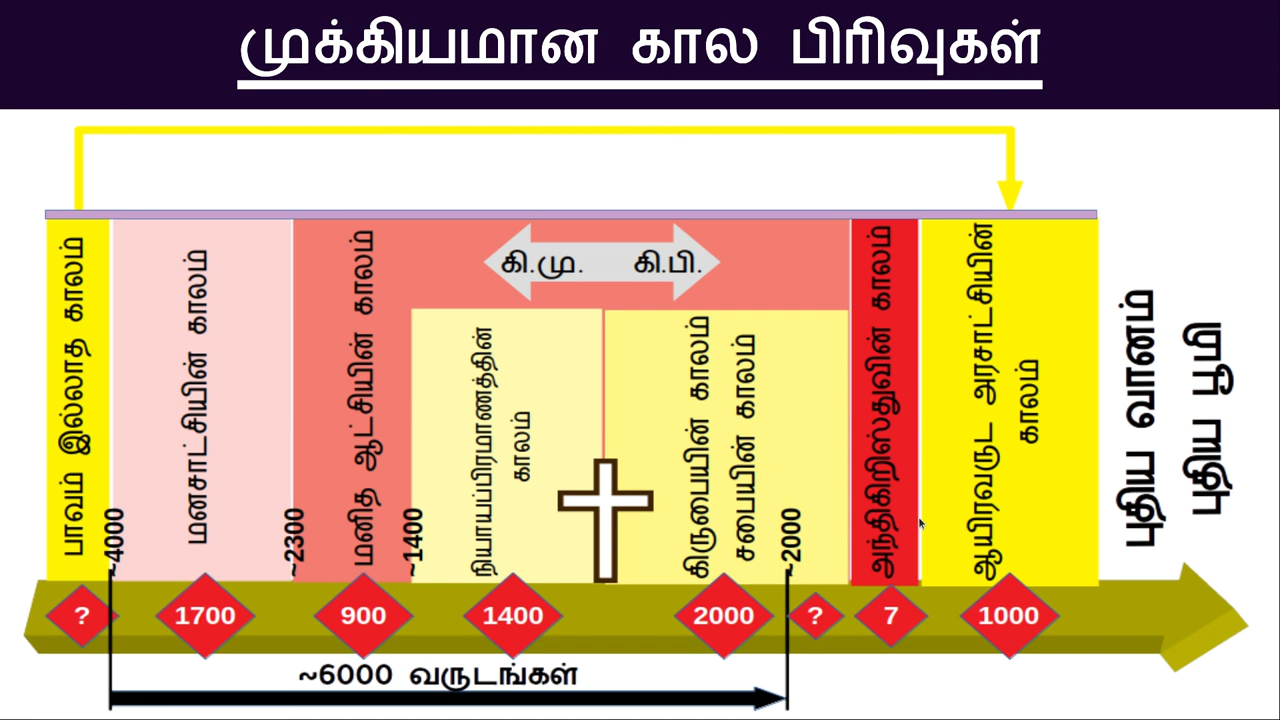 முக்கியமான கால பிரிவுகள்
பாவம் இல்லாத காலம்
~4000
மனசாட்சியின் காலம்
~2300
மனித ஆட்சியின் காலம்
~1400
கி.மு. கி.பி.
நியாயப்பிரமாணத்தின்
காலம்
கிருபையின் காலம்
சபையின் காலம்
~2000
அந்திகிறிஸ்துவின் காலம்
ஆயிரவருட அரசாட்சியின்
காலம்
புதிய வானம்
புதிய பூமி
? 1700 900 1400 2000 ? 7 1000
~6000 வருடங்கள்